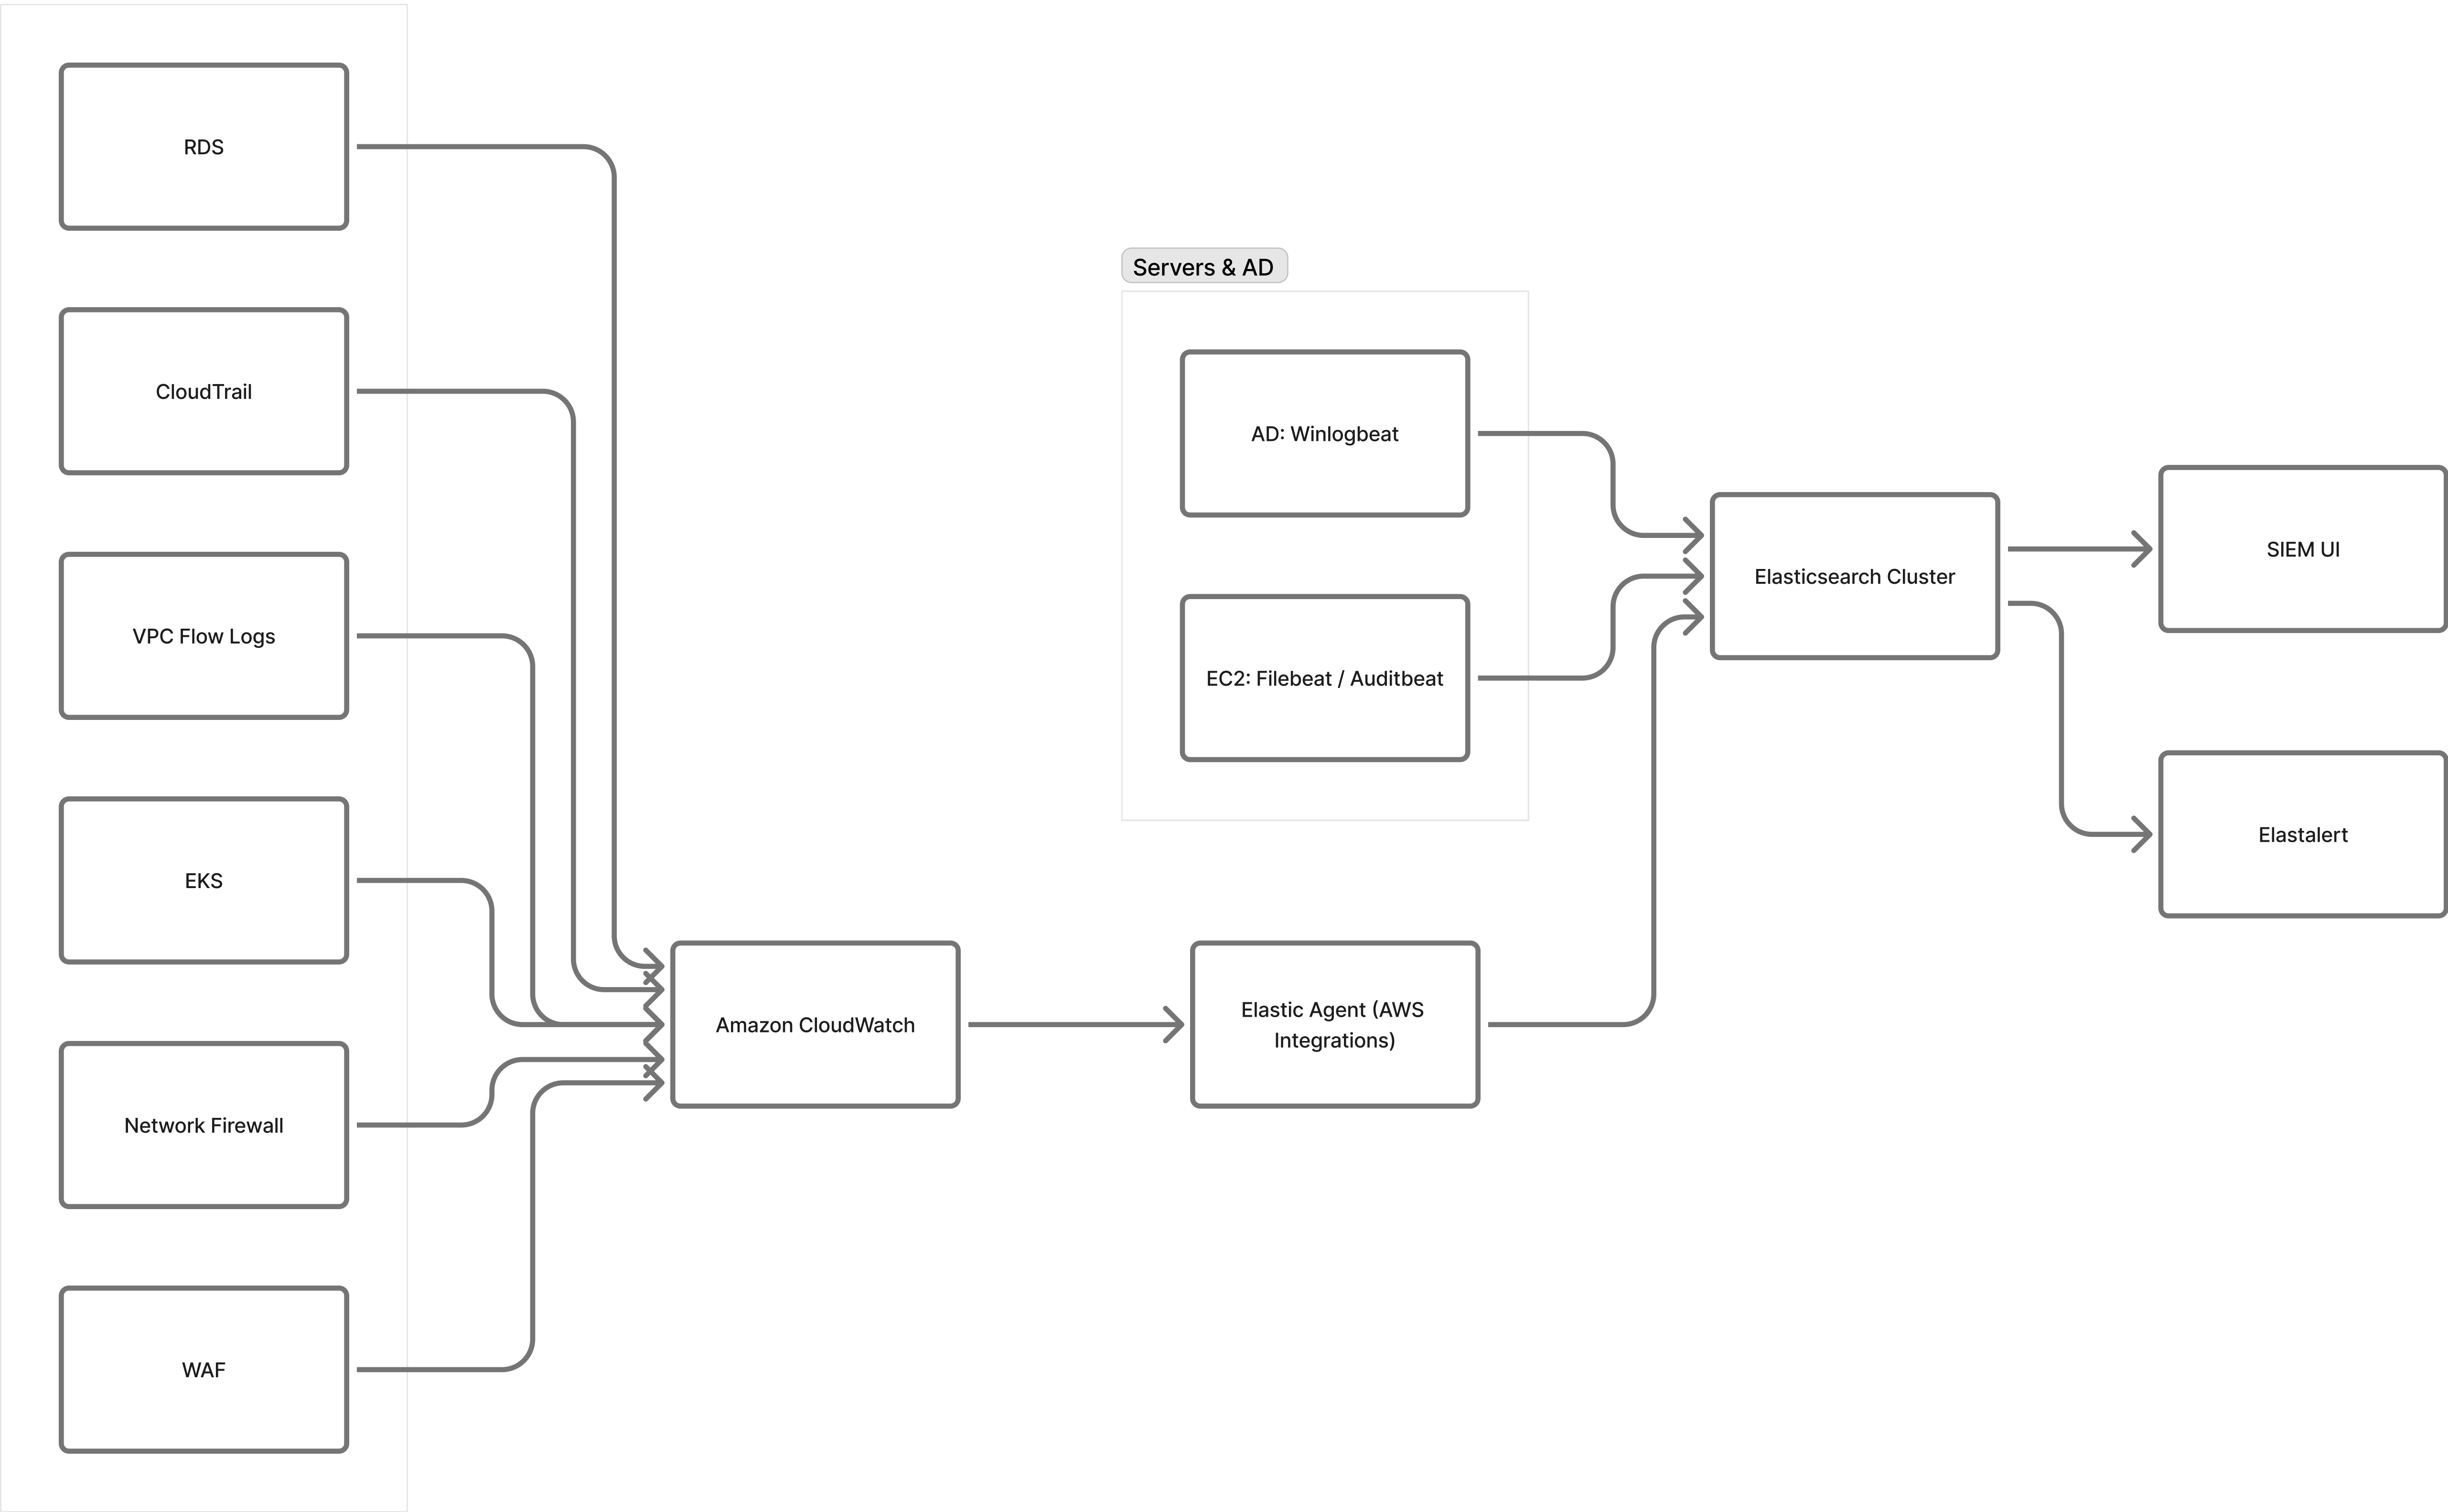 RDS
CloudTrail
VPC Flow Logs
EKS
Network Firewall
WAF
Amazon CloudWatch
Servers & AD
AD: Winlogbeat
EC2: Filebeat / Auditbeat
Elastic Agent (AWS
Integrations)
Elasticsearch Cluster
SIEM UI
Elastalert